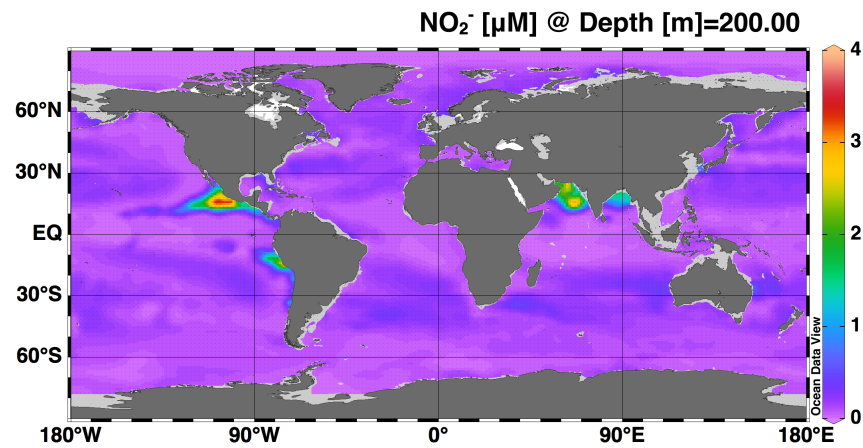 NO₂⁻ [µM] @ Depth [m]=200.00
60°N
30°N
EQ
30°S
60°S
180°W
90°W
0°
90°E
180°E
4
3
2
1
0
Ocean Data View